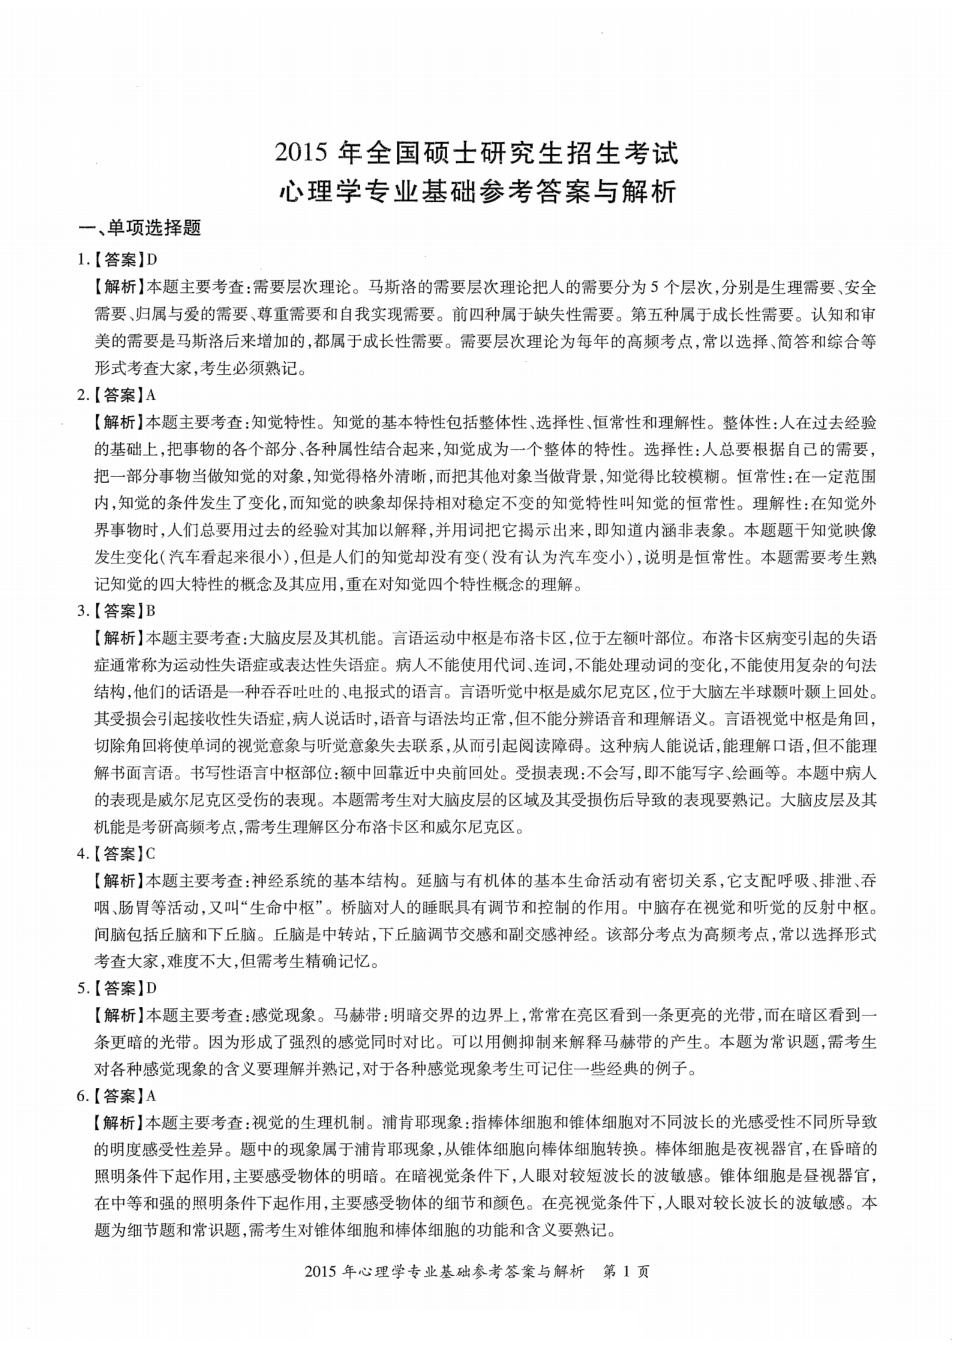 2015 年全国硕士研究生招生考试
心理学专业基础参考答案与解析
一、单项选择题
1.【答案】D
【解析】本题主要考查:需要层次理论。马斯洛的需要层次理论把人的需要分为 5 个层次,分别是生理需要、安全
需要、归属与爱的需要、尊重需要和自我实现需要。前四种属于缺失性需要。第五种属于成长性需要。认知和审
美的需要是马斯洛后来增加的,都属于成长性需要。需要层次理论为每年的高频考点,常以选择、简答和综合等
形式考查大家,考生必须熟记。
2.【答案】A
【解析】本题主要考查:知觉特性。知觉的基本特性包括整体性、选择性、恒常性和理解性。整体性:人在过去经验
的基础上,把事物的各个部分、各种属性结合起来,知觉成为一个整体的特性。选择性:人总要根据自己的需要,
把一部分事物当做知觉的对象,知觉得格外清晰,而把其他对象当做背景,知觉得比较模糊。恒常性:在一定范围
内,知觉的条件发生了变化,而知觉的映象却保持相对稳定不变的知觉特性叫知觉的恒常性。理解性:在知觉外
界事物时,人们总要用过去的经验对其加以解释,并用词把它揭示出来,即知道内涵非表象。本题题干知觉映像
发生变化(汽车看起来很小),但是人们的知觉却没有变(没有认为汽车变小),说明是恒常性。本题需要考生熟
记知觉的四大特性的概念及其应用,重在对知觉四个特性概念的理解。
3.【答案】B
【解析】本题主要考查:大脑皮层及其机能。言语运动中枢是布洛卡区,位于左额叶部位。布洛卡区病变引起的失语
症通常称为运动性失语症或表达性失语症。病人不能使用代词、连词,不能处理动词的变化,不能使用复杂的句法
结构,他们的话语是一种吞吞吐吐的、电报式的语言。言语听觉中枢是威尔尼克区,位于大脑左半球颞叶颞上回处。
其受损会引起接收性失语症,病人说话时,语音与语法均正常,但不能分辨语音和理解语义。言语视觉中枢是角回,
切除角回将使单词的视觉意象与听觉意象失去联系,从而引起阅读障碍。这种病人能说话,能理解口语,但不能理
解书面言语。书写性语言中枢部位:额中回靠近中央前回处。受损表现:不会写,即不能写字、绘画等。本题中病人
的表现是威尔尼克区受伤的表现。本题需考生对大脑皮层的区域及其受损伤后导致的表现要熟记。大脑皮层及其
机能是考研高频考点,需考生理解区分布洛卡区和威尔尼克区。
4.【答案】C
【解析】本题主要考查:神经系统的基本结构。延脑与有机体的基本生命活动有密切关系,它支配呼吸、排泄、吞
咽、肠胃等活动,又叫“生命中枢”。桥脑对人的睡眠具有调节和控制的作用。中脑存在视觉和听觉的反射中枢。
间脑包括丘脑和下丘脑。丘脑是中转站,下丘脑调节交感和副交感神经。该部分考点为高频考点,常以选择形式
考查大家,难度不大,但需考生精确记忆。
5.【答案】D
【解析】本题主要考查:感觉现象。马赫带:明暗交界的边界上,常常在亮区看到一条更亮的光带,而在暗区看到一
条更暗的光带。因为形成了强烈的感觉同时对比。可以用侧抑制来解释马赫带的产生。本题为常识题,需考生
对各种感觉现象的含义要理解并熟记,对于各种感觉现象考生可记住一些经典的例子。
6.【答案】A
【解析】本题主要考查:视觉的生理机制。浦肯耶现象:指棒体细胞和锥体细胞对不同波长的光感受性不同所导致
的明度感受性差异。题中的现象属于浦肯耶现象,从锥体细胞向棒体细胞转换。棒体细胞是夜视器官,在昏暗的
照明条件下起作用,主要感受物体的明暗。在暗视觉条件下,人眼对较短波长的波敏感。锥体细胞是昼视器官,
在中等和强的照明条件下起作用,主要感受物体的细节和颜色。在亮视觉条件下,人眼对较长波长的波敏感。本
题为细节题和常识题,需考生对锥体细胞和棒体细胞的功能和含义要熟记。
2015 年心理学专业基础参考答案与解析 第 1 页